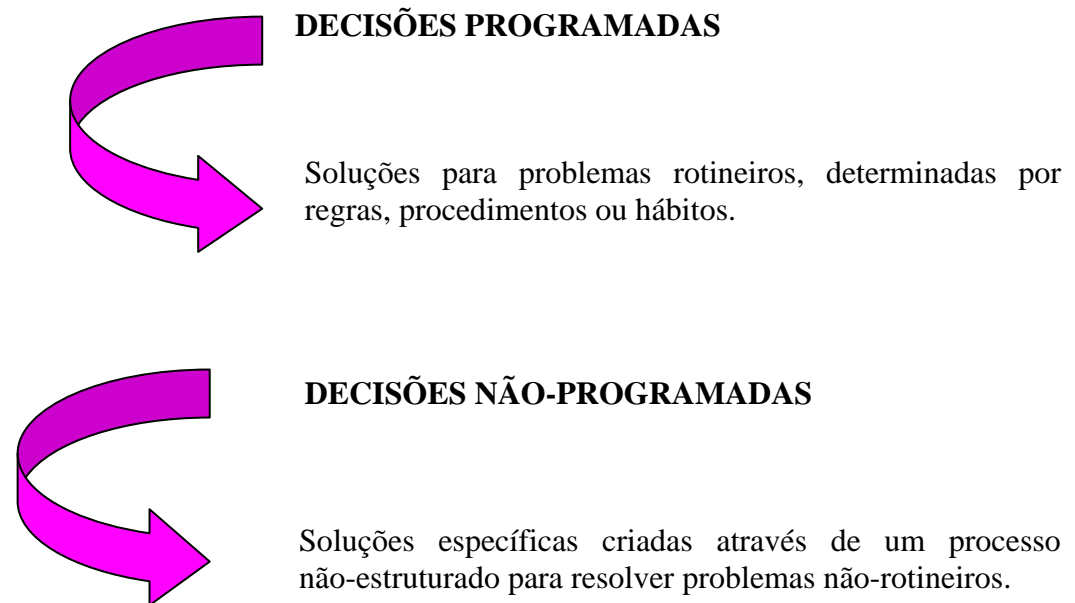 DECISÕES PROGRAMADAS
Soluções para problemas rotineiros, determinadas por
regras, procedimentos ou hábitos.
DECISÕES NÃO-PROGRAMADAS
Soluções específicas criadas através de um processo
não-estruturado para resolver problemas não-rotineiros.